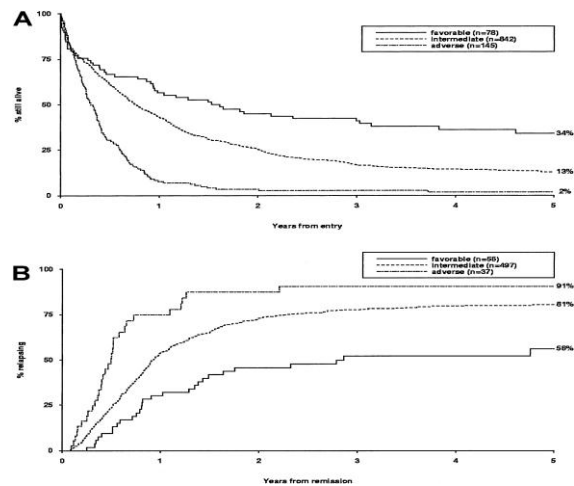 A
favorable (n=78)
intermediate (n=842)
adverse (n=145)
% still alive
100
75
50
25
0
34%
13%
2%
0 1 2 3 4 5
Years from entry
B
favorable (n=56)
intermediate (n=497)
adverse (n=37)
% relapsing
100
75
50
25
0
91%
81%
56%
0 1 2 3 4 5
Years from remission